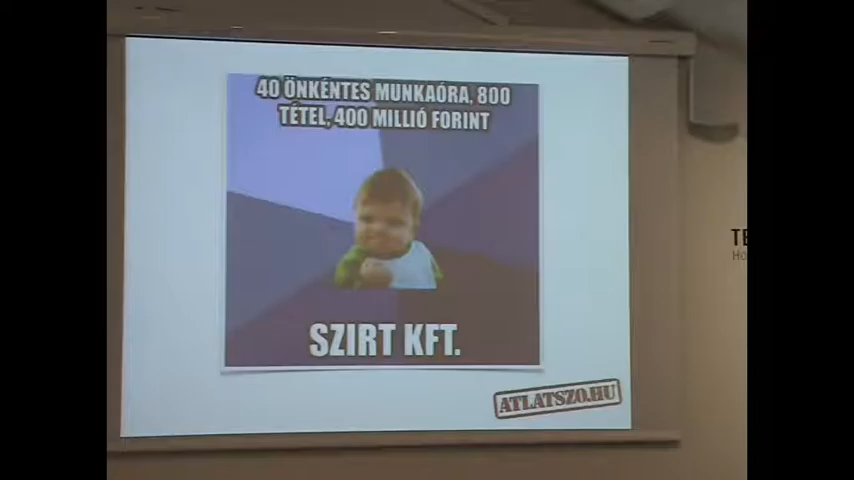 40 ÖNKÉNTES MUNKAÓRA, 800
TÉTEL, 400 MILLIÓ FORINT
SZIRT KFT.
ATLATSZO.HU